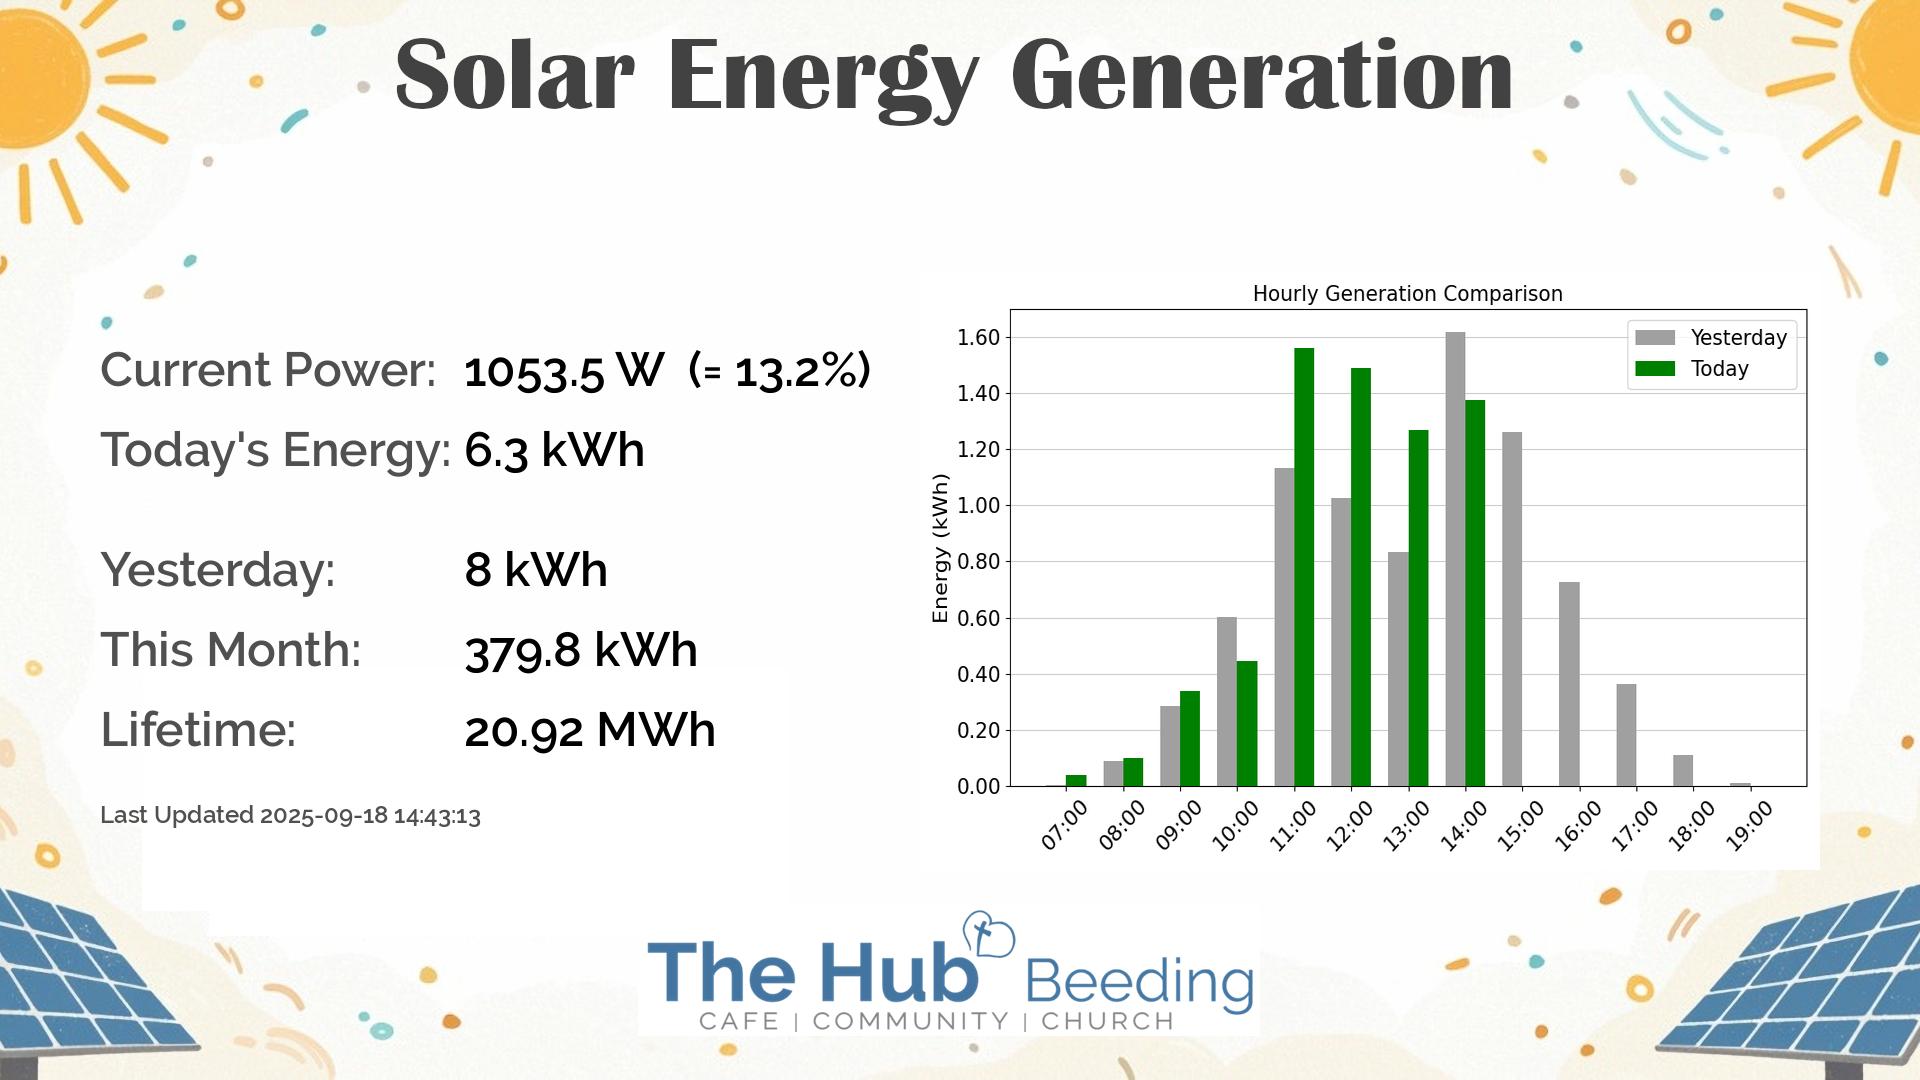 Solar Energy Generation
Current Power: 1053.5 W (= 13.2%)
Today's Energy: 6.3 kWh
Yesterday: 8 kWh
This Month: 379.8 kWh
Lifetime: 20.92 MWh
Last Updated 2025-09-18 14:43:13
Hourly Generation Comparison
Yesterday
Today
Energy (kWh)
1.60
1.40
1.20
1.00
0.80
0.60
0.40
0.20
0.00
07:00 08:00 09:00 10:00 11:00 12:00 13:00 14:00 15:00 16:00 17:00 18:00 19:00
The Hub Beeding
CAFE | COMMUNITY | CHURCH